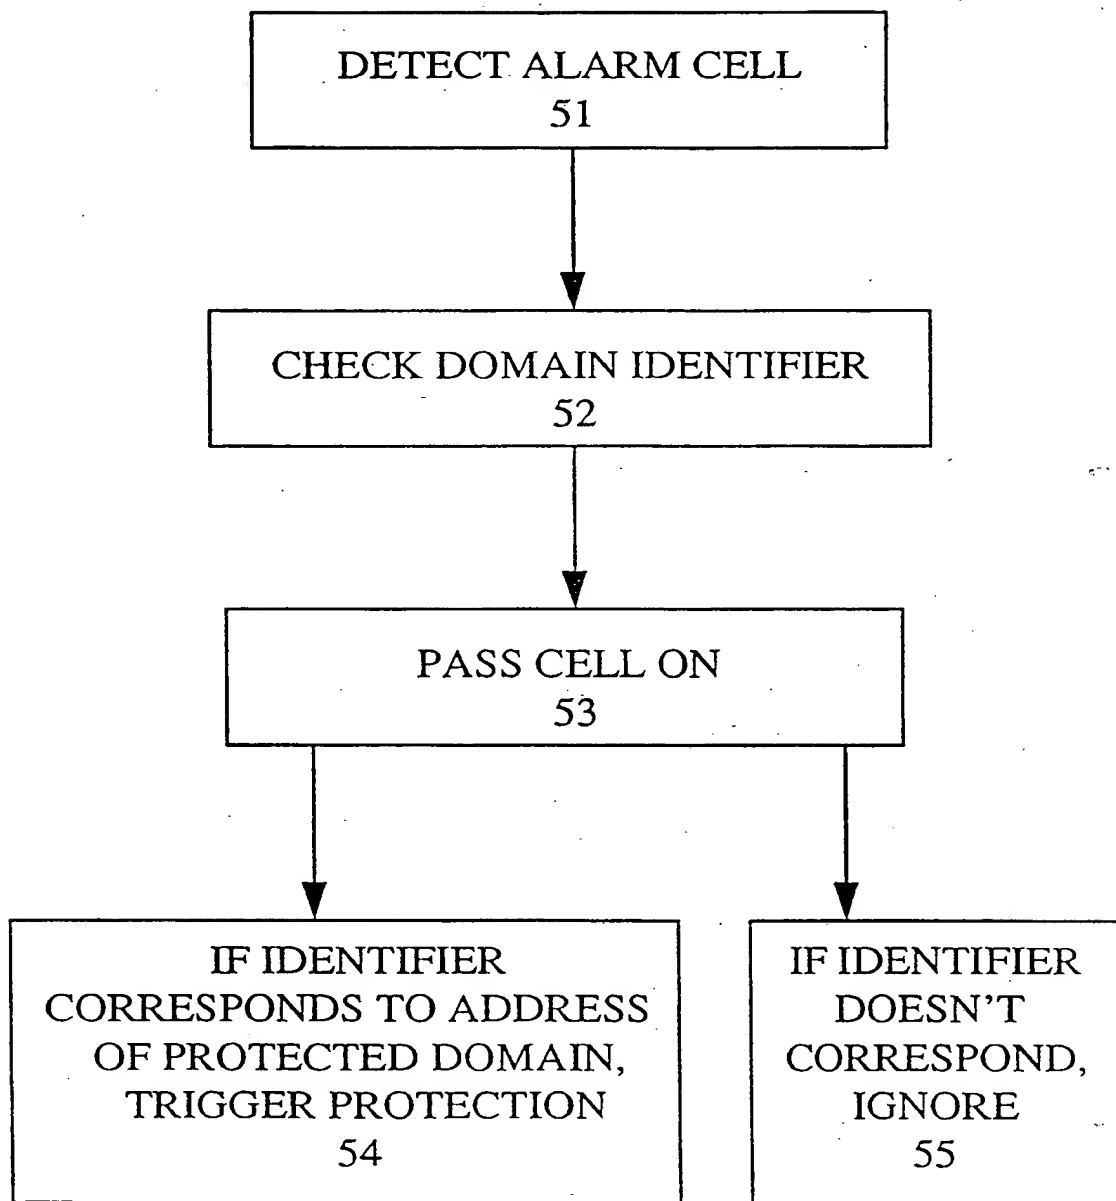 DETECT ALARM CELL
51
CHECK DOMAIN IDENTIFIER
52
PASS CELL ON
53
IF IDENTIFIER
CORRESPONDS TO ADDRESS
OF PROTECTED DOMAIN,
TRIGGER PROTECTION
54
IF IDENTIFIER
DOESN'T
CORRESPOND,
IGNORE
55